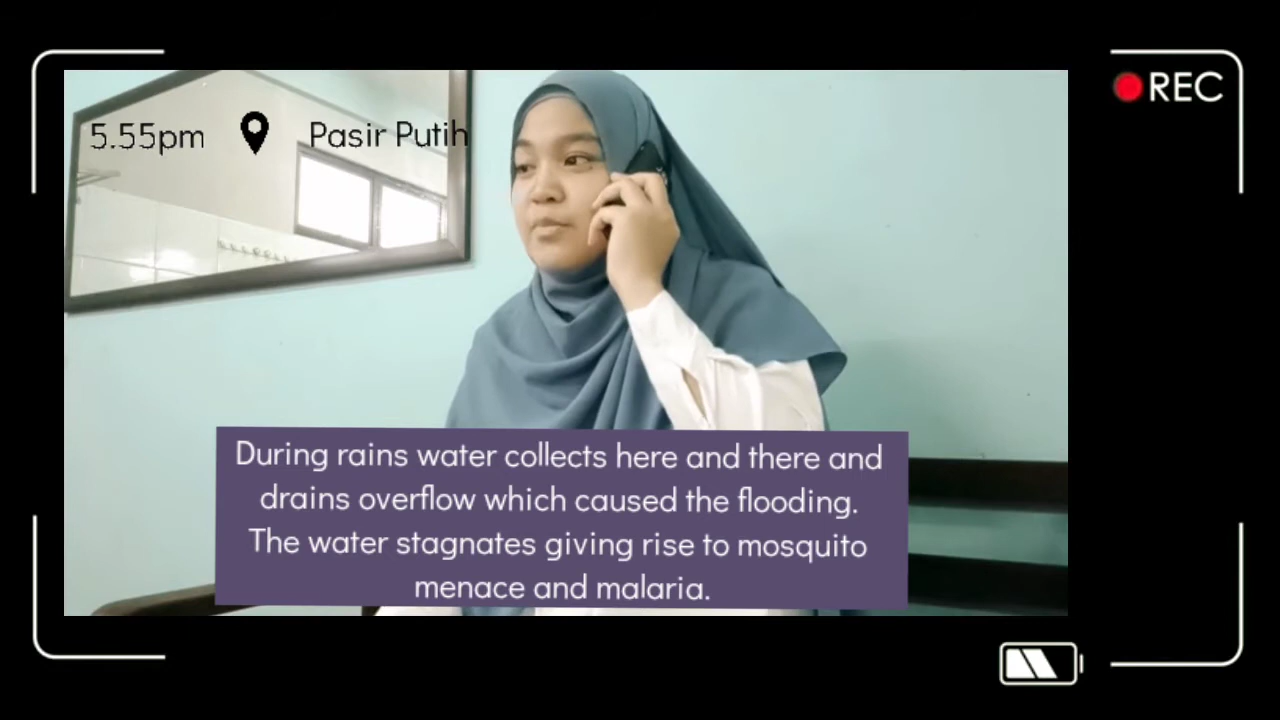 5.55pm Pasir Putih
REC
During rains water collects here and there and
drains overflow which caused the flooding.
The water stagnates giving rise to mosquito
menace and malaria.